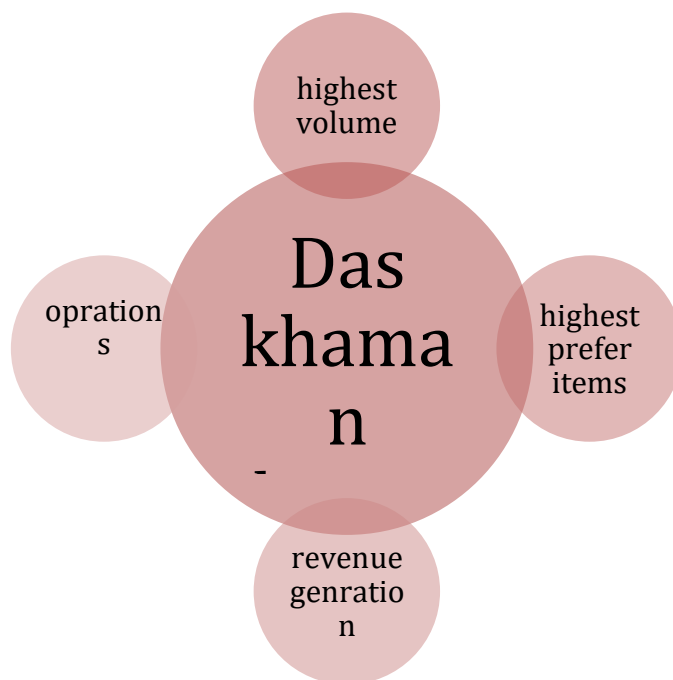 highest
volume
Das
khama
n
-
opration
s
highest
prefer
items
revenue
genratio
n